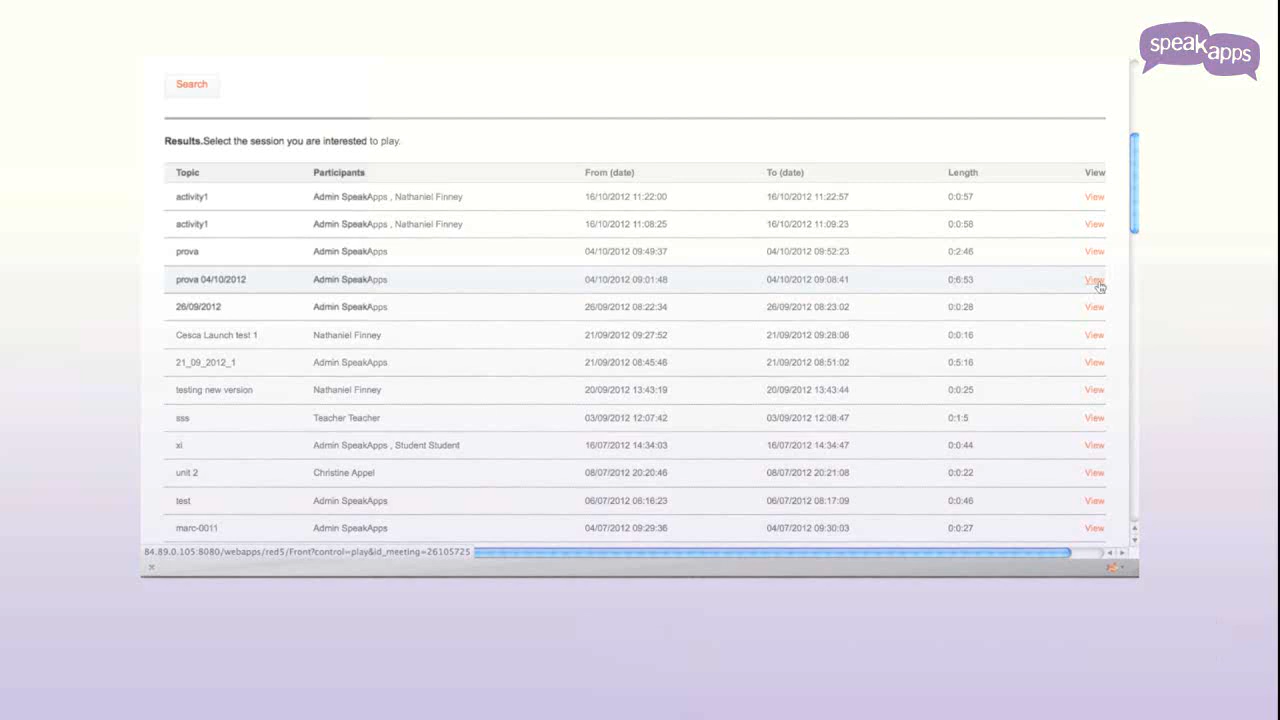 speakapps
Search
Results.Select the session you are interested to play.
Topic Participants From (date) To (date) Length View
activity1 Admin SpeakApps , Nathaniel Finney 16/10/2012 11:22:00 16/10/2012 11:22:57 0:0:57 View
activity1 Admin SpeakApps , Nathaniel Finney 16/10/2012 11:08:25 16/10/2012 11:09:23 0:0:58 View
prova Admin SpeakApps 04/10/2012 09:49:37 04/10/2012 09:52:23 0:2:46 View
prova 04/10/2012 Admin SpeakApps 04/10/2012 09:01:48 04/10/2012 09:08:41 0:6:53 View
26/09/2012 Admin SpeakApps 26/09/2012 08:22:34 26/09/2012 08:23:02 0:0:28 View
Cesca Launch test 1 Nathaniel Finney 21/09/2012 09:27:52 21/09/2012 09:28:08 0:0:16 View
21_09_2012_1 Admin SpeakApps 21/09/2012 08:45:46 21/09/2012 08:51:02 0:5:16 View
testing new version Nathaniel Finney 20/09/2012 13:43:19 20/09/2012 13:43:44 0:0:25 View
sss Teacher Teacher 03/09/2012 12:07:42 03/09/2012 12:08:47 0:1:5 View
xl Admin SpeakApps , Student Student 16/07/2012 14:34:03 16/07/2012 14:34:47 0:0:44 View
unit 2 Christine Appel 08/07/2012 20:20:46 08/07/2012 20:21:08 0:0:22 View
test Admin SpeakApps 06/07/2012 08:16:23 06/07/2012 08:17:09 0:0:46 View
marc-0011 Admin SpeakApps 04/07/2012 09:29:36 04/07/2012 09:30:03 0:0:27 View
84.89.0.105:8080/webapps/red5/Front?control=play&id_meeting=26105725